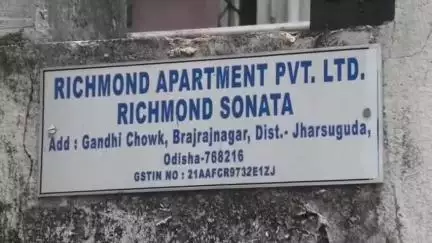 RICHMOND APARTMENT PVT. LTD.
RICHMOND SONATA
Add : Gandhi Chowk, Brajrajnagar, Dist.- Jharsuguda,
Odisha-768216
GSTIN NO : 21AAFCR9732E1ZJ